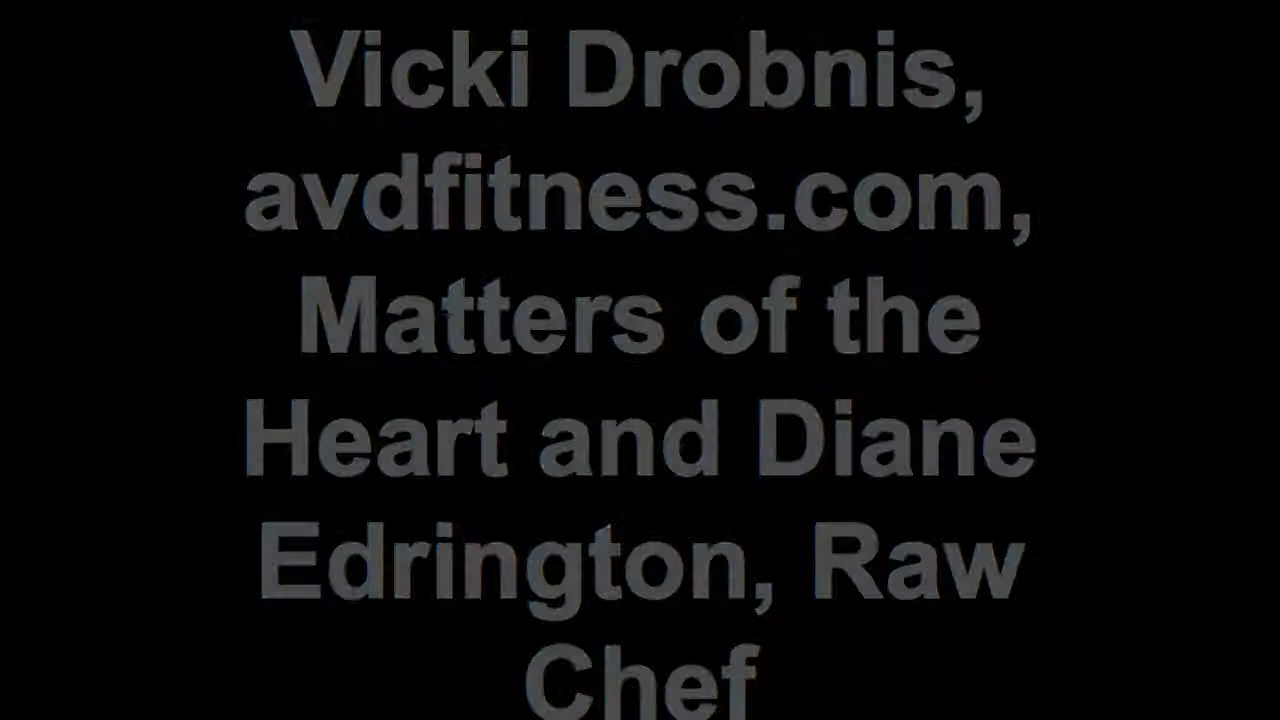 Vicki Drobnis,
avdfitness.com,
Matters of the
Heart and Diane
Edrington, Raw
Chef